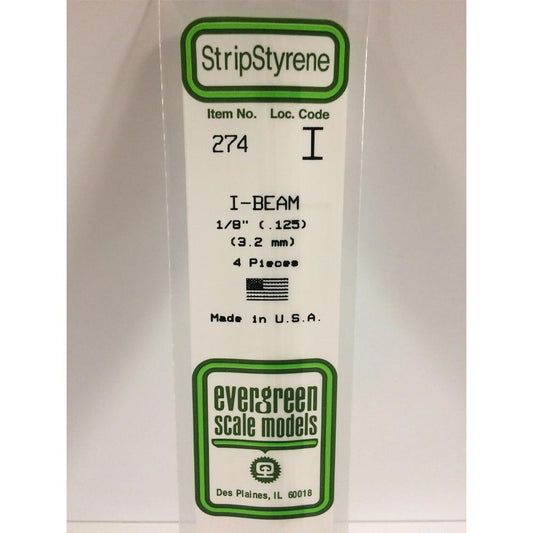 StripStyrene
Item No. Loc. Code
274 I
I-BEAM
1/8" (.125)
(3.2 mm)
4 Pieces
Made in U.S.A.
evergreen
scale models
Des Plaines, IL 60018